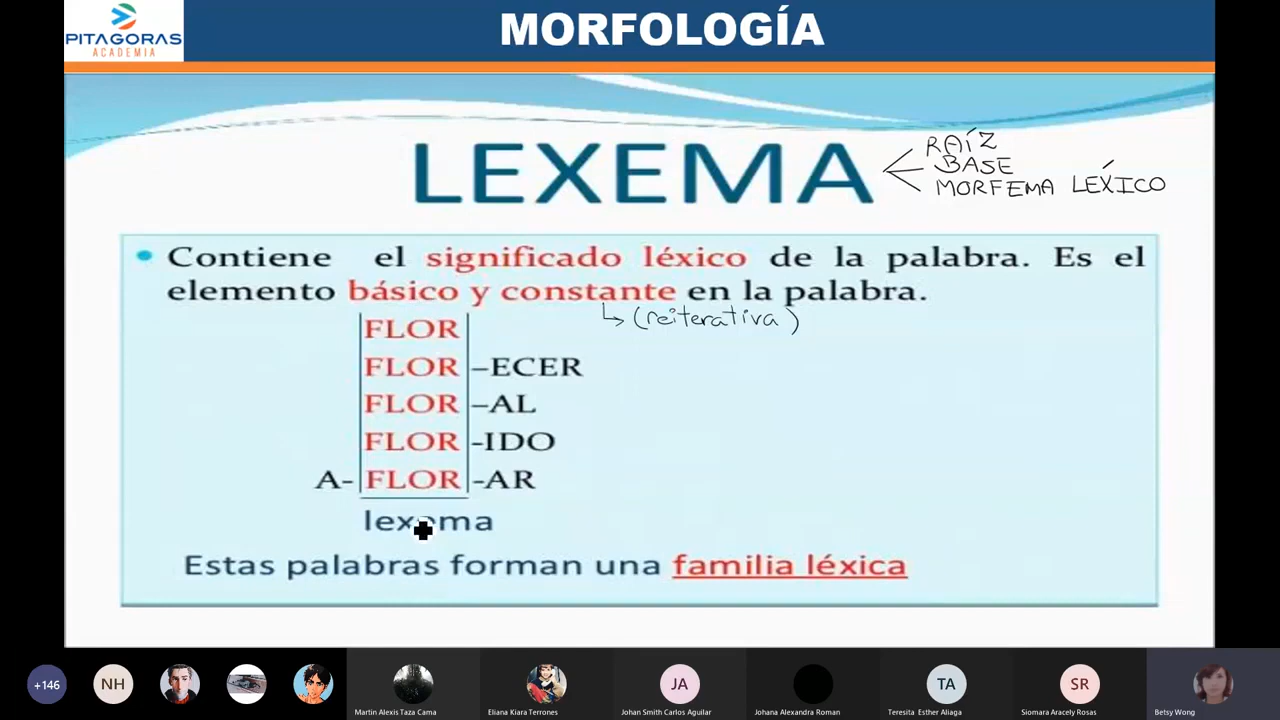 PITAGORAS
ACADEMIA
MORFOLOGÍA
LEXEMA
RAÍZ
BASE
MORFEMA LÉXICO
Contiene el significado léxico de la palabra. Es el
elemento básico y constante en la palabra.
(reiterativa)
FLOR
FLOR –ECER
FLOR –AL
FLOR -IDO
A- FLOR -AR
lexema
Estas palabras forman una familia léxica
+146
NH
JA
TA
SR
Martin Alexis Taza Cama
Eliana Kiara Terrones
Johan Smith Carlos Aguilar
Johana Alexandra Roman
Teresita Esther Aliaga
Siomara Aracely Rosas
Betsy Wong